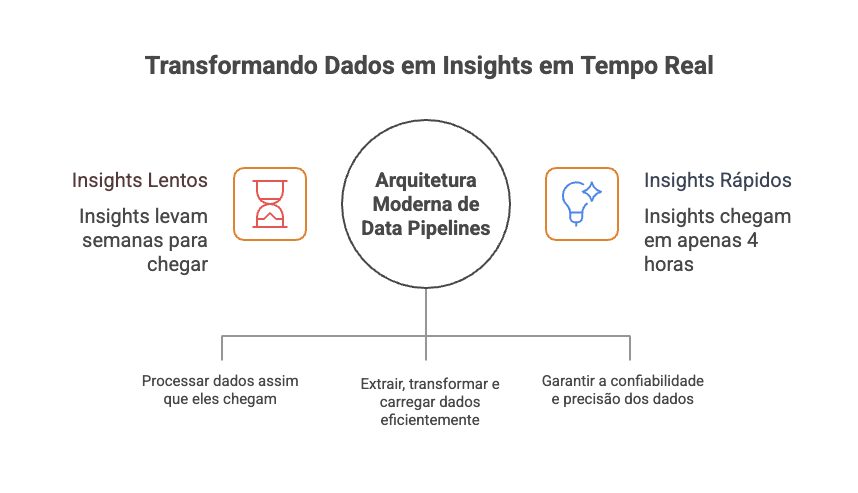 Transformando Dados em Insights em Tempo Real
Insights Lentos
Insights levam
semanas para
chegar
Arquitetura
Moderna de
Data Pipelines
Insights Rápidos
Insights chegam
em apenas 4
horas
Processar dados assim
que eles chegam
Extrair, transformar e
carregar dados
eficientemente
Garantir a confiabilidade
e precisão dos dados